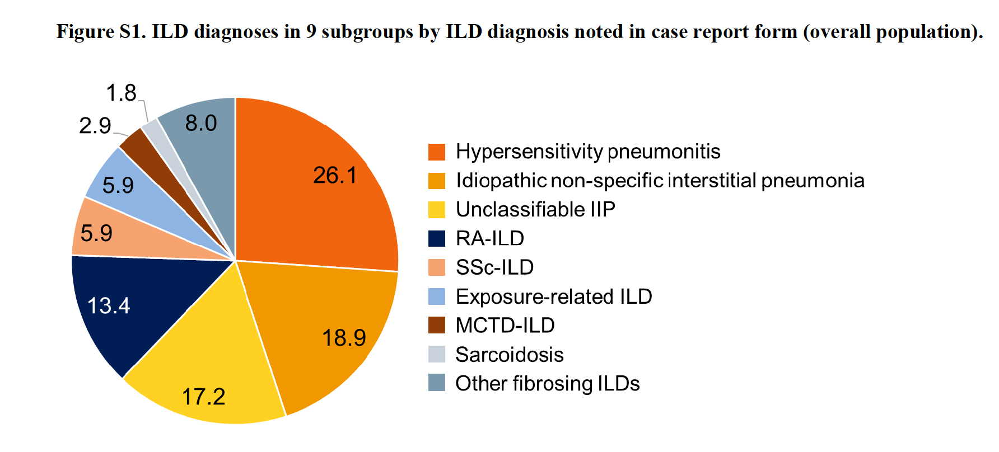 Figure S1. ILD diagnoses in 9 subgroups by ILD diagnosis noted in case report form (overall population).
1.8
2.9
8.0
26.1
5.9
5.9
13.4
18.9
17.2
Hypersensitivity pneumonitis
Idiopathic non-specific interstitial pneumonia
Unclassifiable IIP
RA-ILD
SSc-ILD
Exposure-related ILD
MCTD-ILD
Sarcoidosis
Other fibrosing ILDs